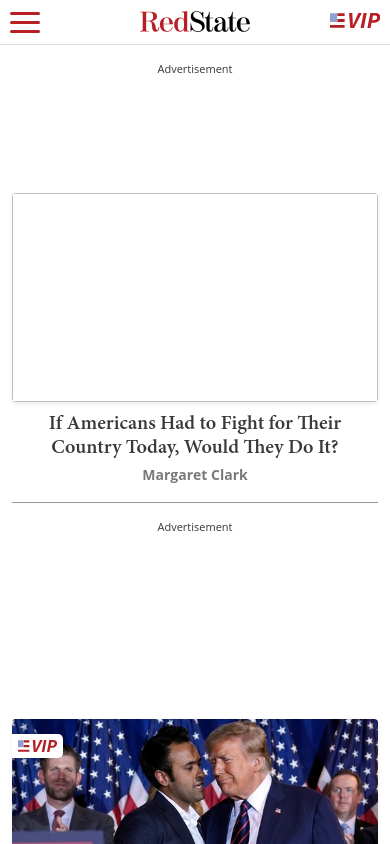 RedState
VIP
Advertisement
If Americans Had to Fight for Their
Country Today, Would They Do It?
Margaret Clark
Advertisement
VIP